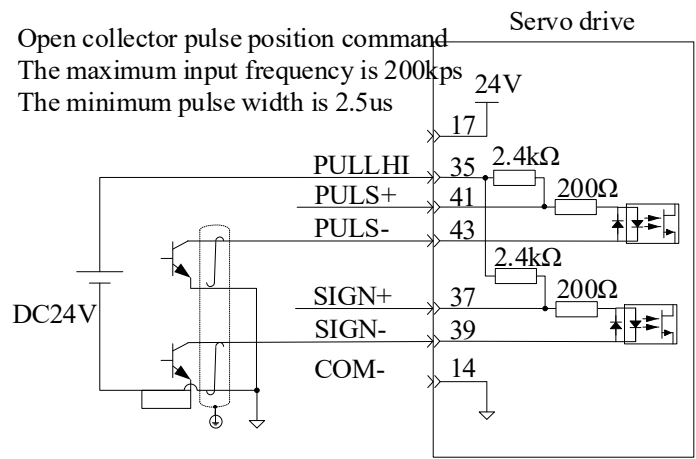 Servo drive
Open collector pulse position command
The maximum input frequency is 200kps
The minimum pulse width is 2.5us
24V
17
2.4kΩ
PULLHI 35
200Ω
PULS+ 41
PULS- 43
2.4kΩ
200Ω
SIGN+ 37
DC24V
SIGN- 39
COM- 14